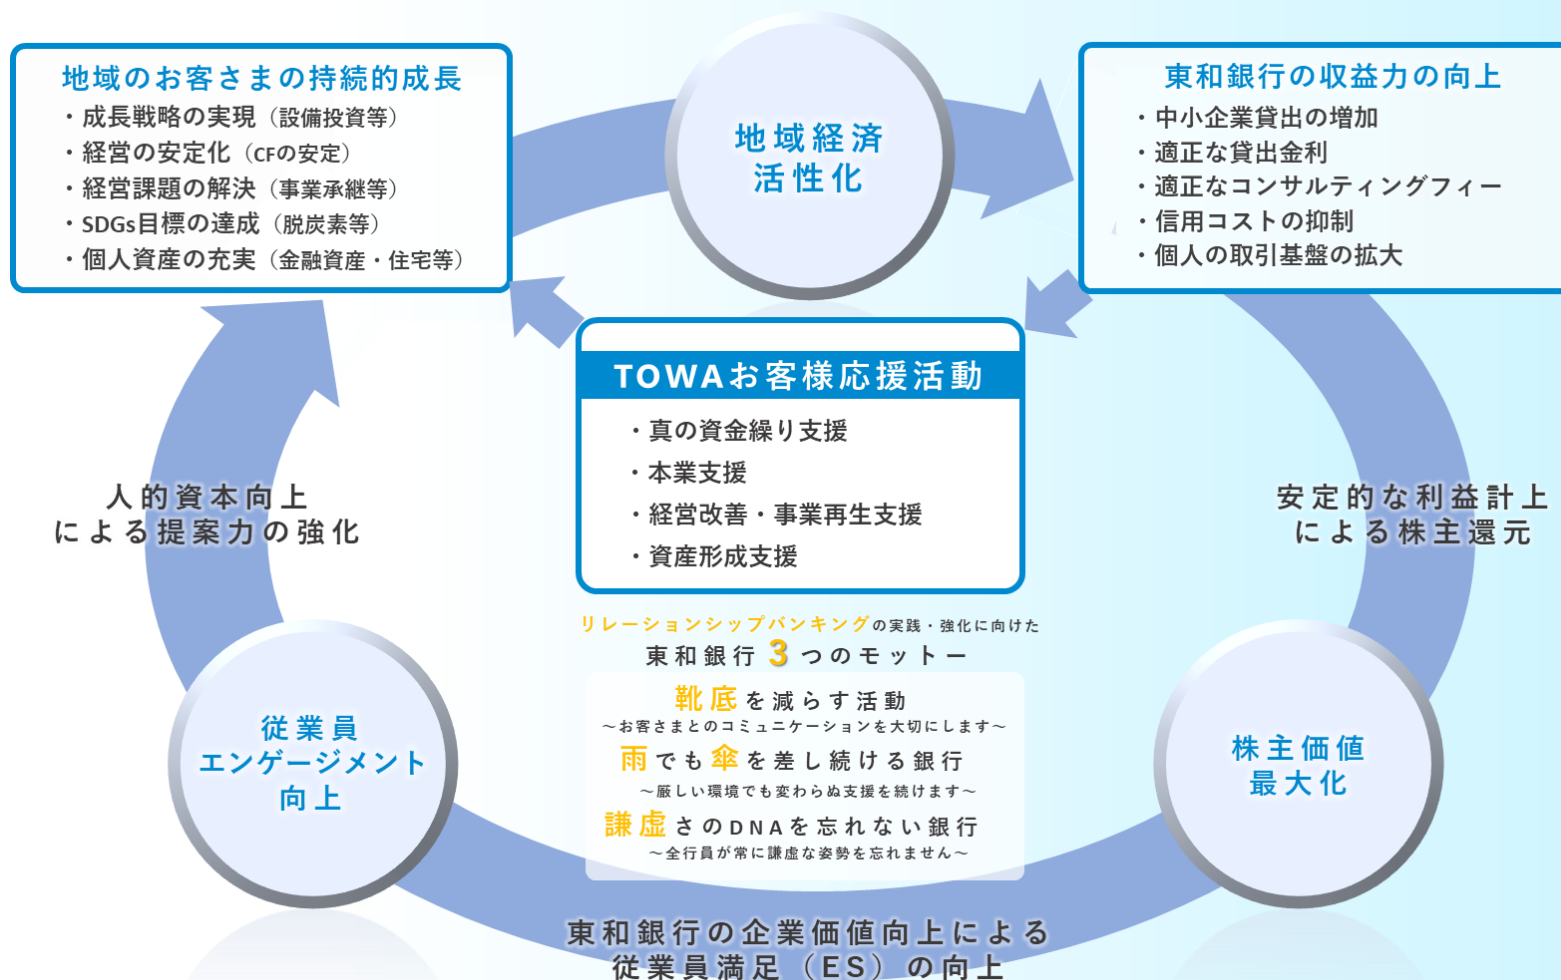 地域のお客さまの持続的成長
・成長戦略の実現（設備投資等）
・経営の安定化（CFの安定）
・経営課題の解決（事業承継等）
・SDGs目標の達成（脱炭素等）
・個人資産の充実（金融資産・住宅等）
地域経済
活性化
東和銀行の収益力の向上
・中小企業貸出の増加
・適正な貸出金利
・適正なコンサルティングフィー
・信用コストの抑制
・個人の取引基盤の拡大
TOWAお客様応援活動
・真の資金繰り支援
・本業支援
・経営改善・事業再生支援
・資産形成支援
人的資本向上
による提案力の強化
安定的な利益計上
による株主還元
リレーションシップバンキングの実践・強化に向けた
東和銀行 3 つのモットー
靴底を減らす活動
～お客さまとのコミュニケーションを大切にします～
雨でも傘を差し続ける銀行
～厳しい環境でも変わらぬ支援を続けます～
謙虚さのDNAを忘れない銀行
～全行員が常に謙虚な姿勢を忘れません～
従業員
エンゲージメント
向上
株主価値
最大化
東和銀行の企業価値向上による
従業員満足（ES）の向上